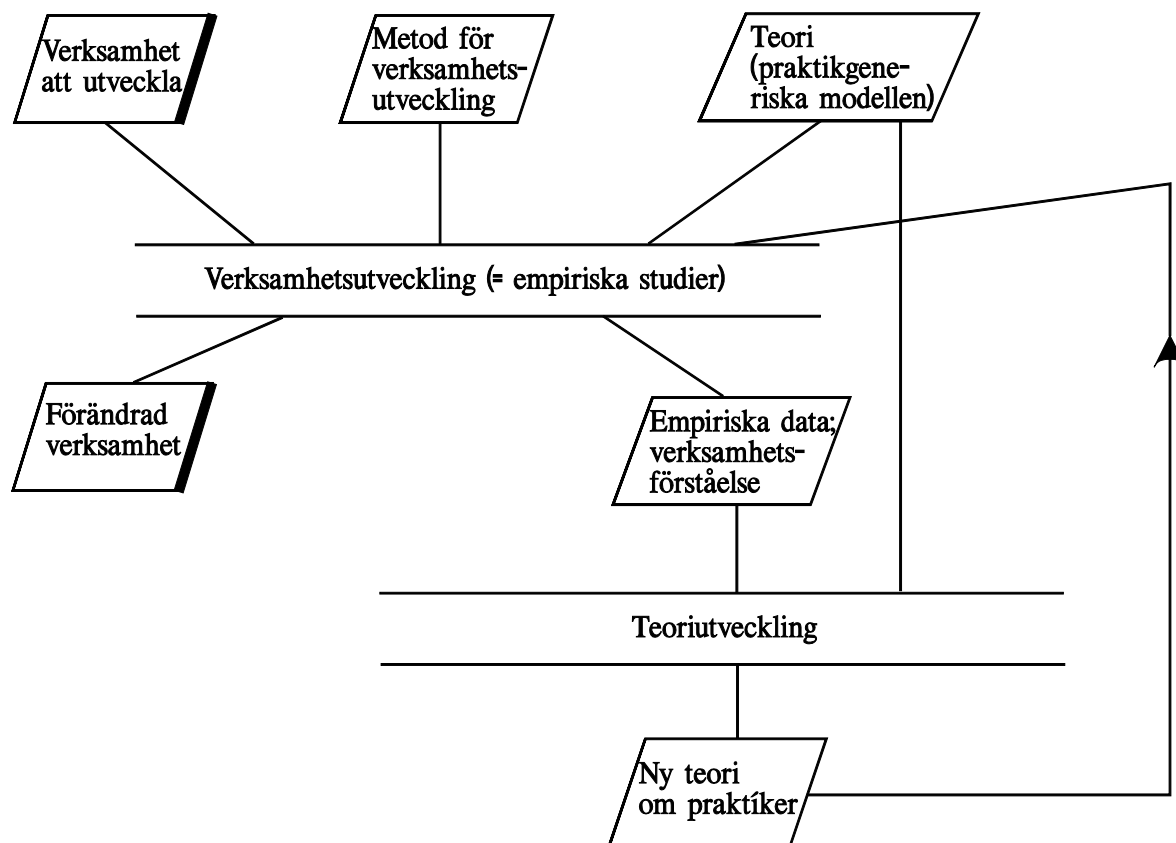 Verksamhet
att utveckla
Metod för
verksamhets-
utveckling
Teori
(praktikgene-
riska modellen)
Verksamhetsutveckling (= empiriska studier)
Förändrad
verksamhet
Empiriska data;
verksamhets-
förståelse
Teoriutveckling
Ny teori
om praktíker